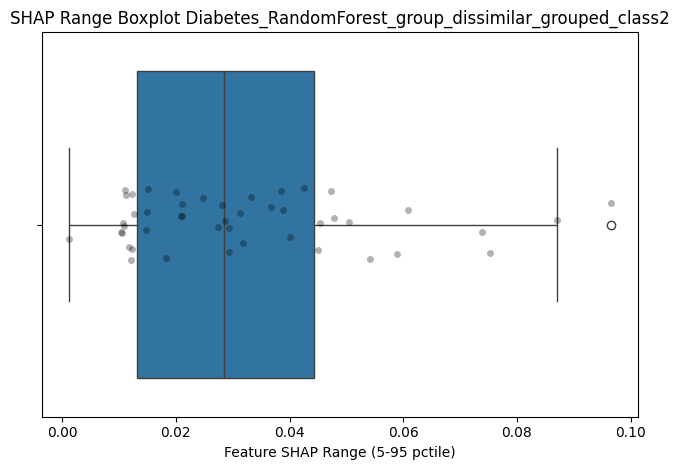 SHAP Range Boxplot Diabetes_RandomForest_group_dissimilar_grouped_class2
0.00 0.02 0.04 0.06 0.08 0.10
Feature SHAP Range (5-95 pctile)